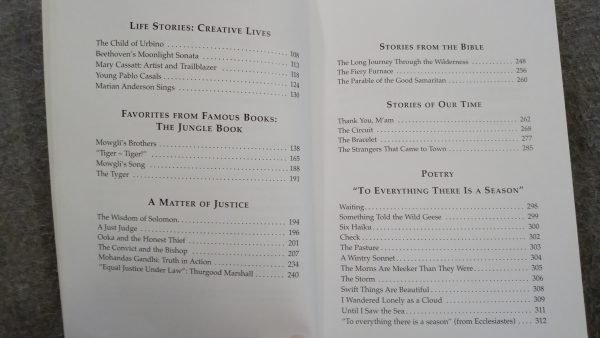 Life Stories: Creative Lives
The Child of Urbino 108
Beethoven's Moonlight Sonata 113
Mary Cassatt: Artist and Trailblazer 118
Young Pablo Casals 124
Marian Anderson Sings 130
Favorites from Famous Books:
The Jungle Book
Mowgli's Brothers 138
"Tiger – Tiger!" 165
Mowgli's Song 188
The Tyger 191
A Matter of Justice
The Wisdom of Solomon 194
A Just Judge 196
Ooka and the Honest Thief 201
The Convict and the Bishop 207
Mohandas Gandhi: Truth in Action 234
"Equal Justice Under Law": Thurgood Marshall 240
Stories from the Bible
The Long Journey Through the Wilderness 248
The Fiery Furnace 256
The Parable of the Good Samaritan 260
Stories of Our Time
Thank You, M'am 262
The Circuit 268
The Bracelet 277
The Strangers That Came to Town 285
Poetry
"To Everything There Is a Season"
Waiting 298
Something Told the Wild Geese 299
Six Haiku 300
Check 302
The Pasture 303
A Wintry Sonnet 304
The Morns Are Meeker Than They Were 305
The Storm 306
Swift Things Are Beautiful 308
I Wandered Lonely as a Cloud 309
Until I Saw the Sea 311
"To everything there is a season" (from Ecclesiastes) 312